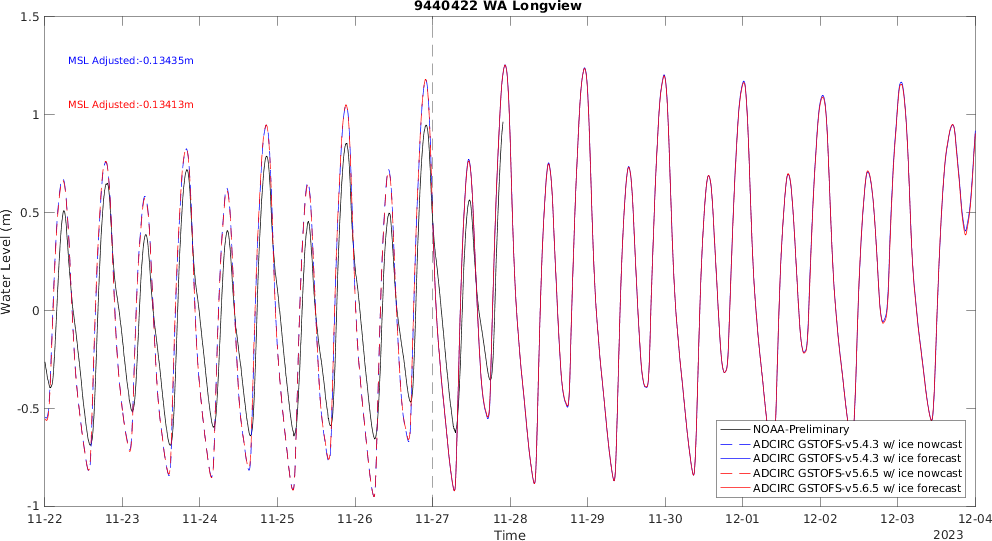 9440422 WA Longview
1.5
1
0.5
0
-0.5
-1
Water Level (m)
MSL Adjusted:-0.13435m
MSL Adjusted:-0.13413m
NOAA-Preliminary
ADCIRC GSTOFS-v5.4.3 w/ ice nowcast
ADCIRC GSTOFS-v5.4.3 w/ ice forecast
ADCIRC GSTOFS-v5.6.5 w/ ice nowcast
ADCIRC GSTOFS-v5.6.5 w/ ice forecast
11-22 11-23 11-24 11-25 11-26 11-27 11-28 11-29 11-30 12-01 12-02 12-03 12-04
Time
2023